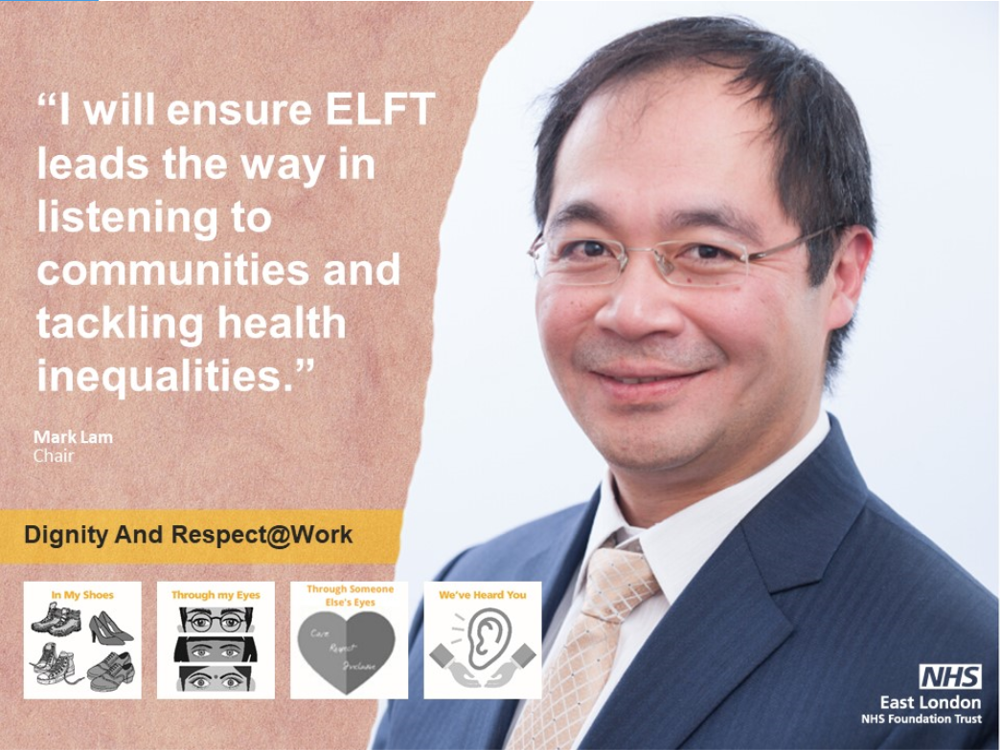 “I will ensure ELFT
leads the way in
listening to
communities and
tackling health
inequalities.”
Mark Lam
Chair
Dignity And Respect@Work
In My Shoes
Through my Eyes
Through Someone
Else's Eyes
Care
Respect
Inclusion
We've Heard You
NHS
East London
NHS Foundation Trust